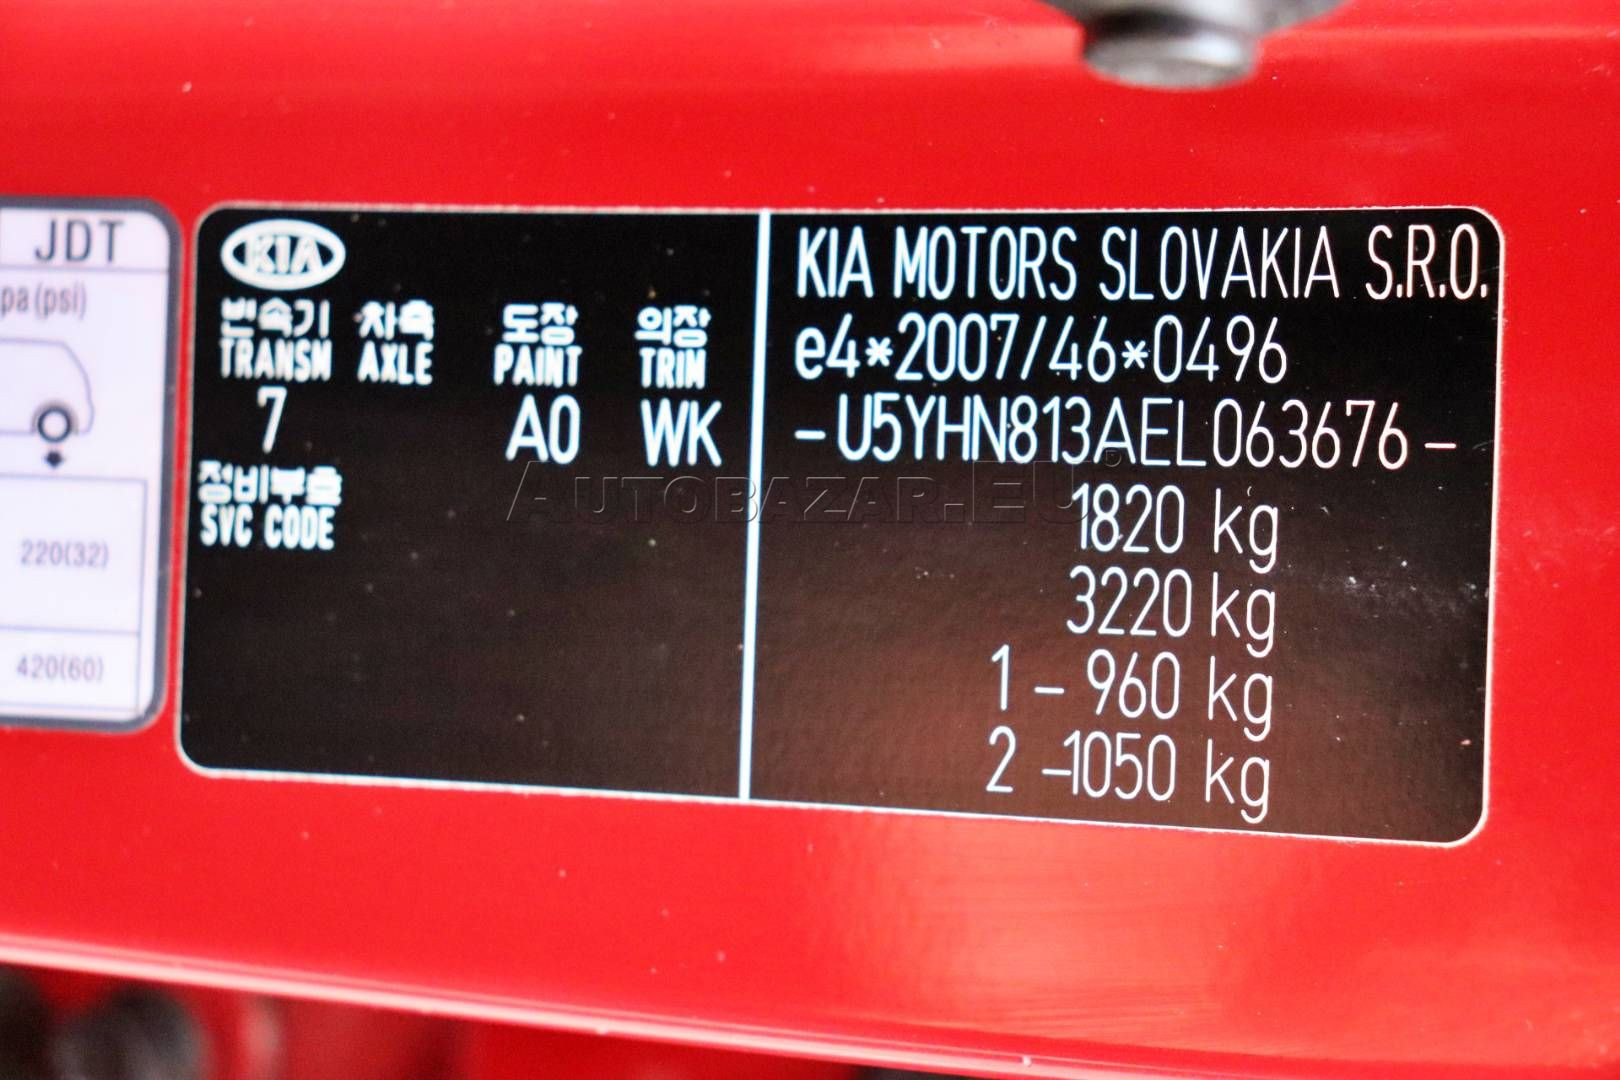 JDT
pa(psi)
220(32)
420(60)
KIA
변속기 차축 도장 의장
TRANSM AXLE PAINT TRIM
7 A0 WK
정비부호
SVC CODE
KIA MOTORS SLOVAKIA S.R.O.
e4*2007/46*0496
-U5YHN813AEL063676-
1820 kg
3220 kg
1 - 960 kg
2 -1050 kg
AUTOBAZAR.EU